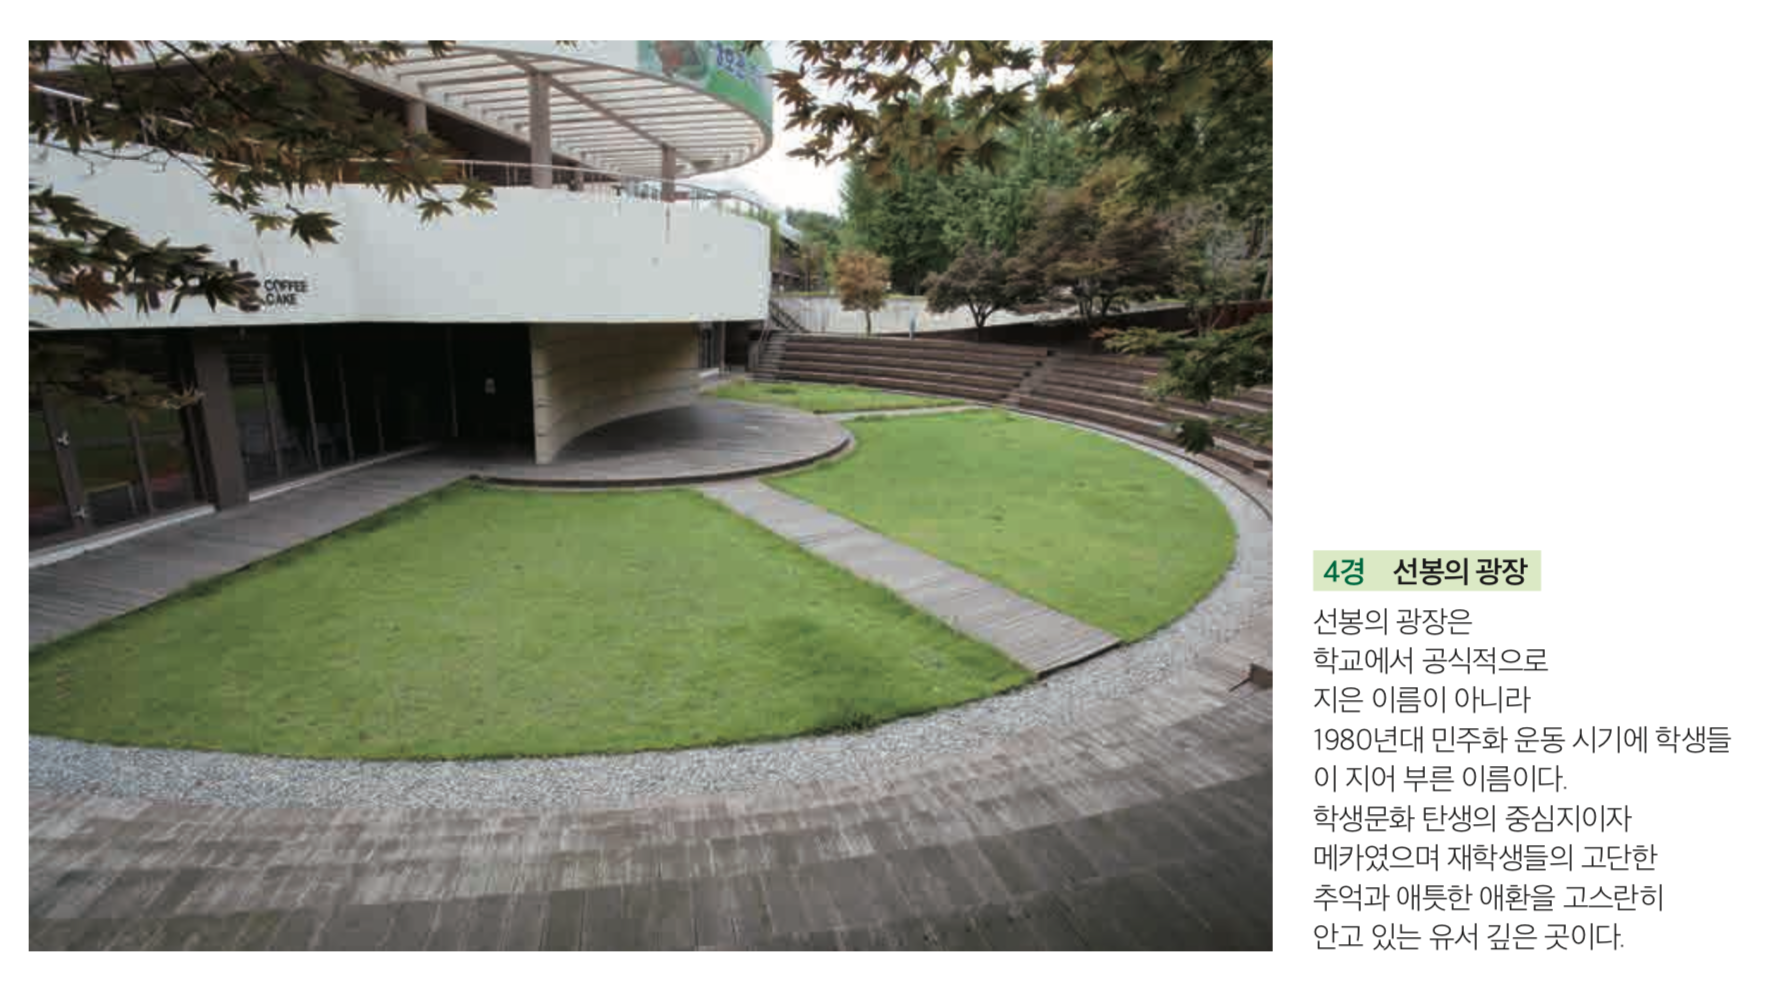 COFFEE
CAKE
4경 선봉의 광장
선봉의 광장은
학교에서 공식적으로
지은 이름이 아니라
1980년대 민주화 운동 시기에 학생들
이 지어 부른 이름이다.
학생문화 탄생의 중심지이자
메카였으며 재학생들의 고단한
추억과 애틋한 애환을 고스란히
안고 있는 유서 깊은 곳이다.